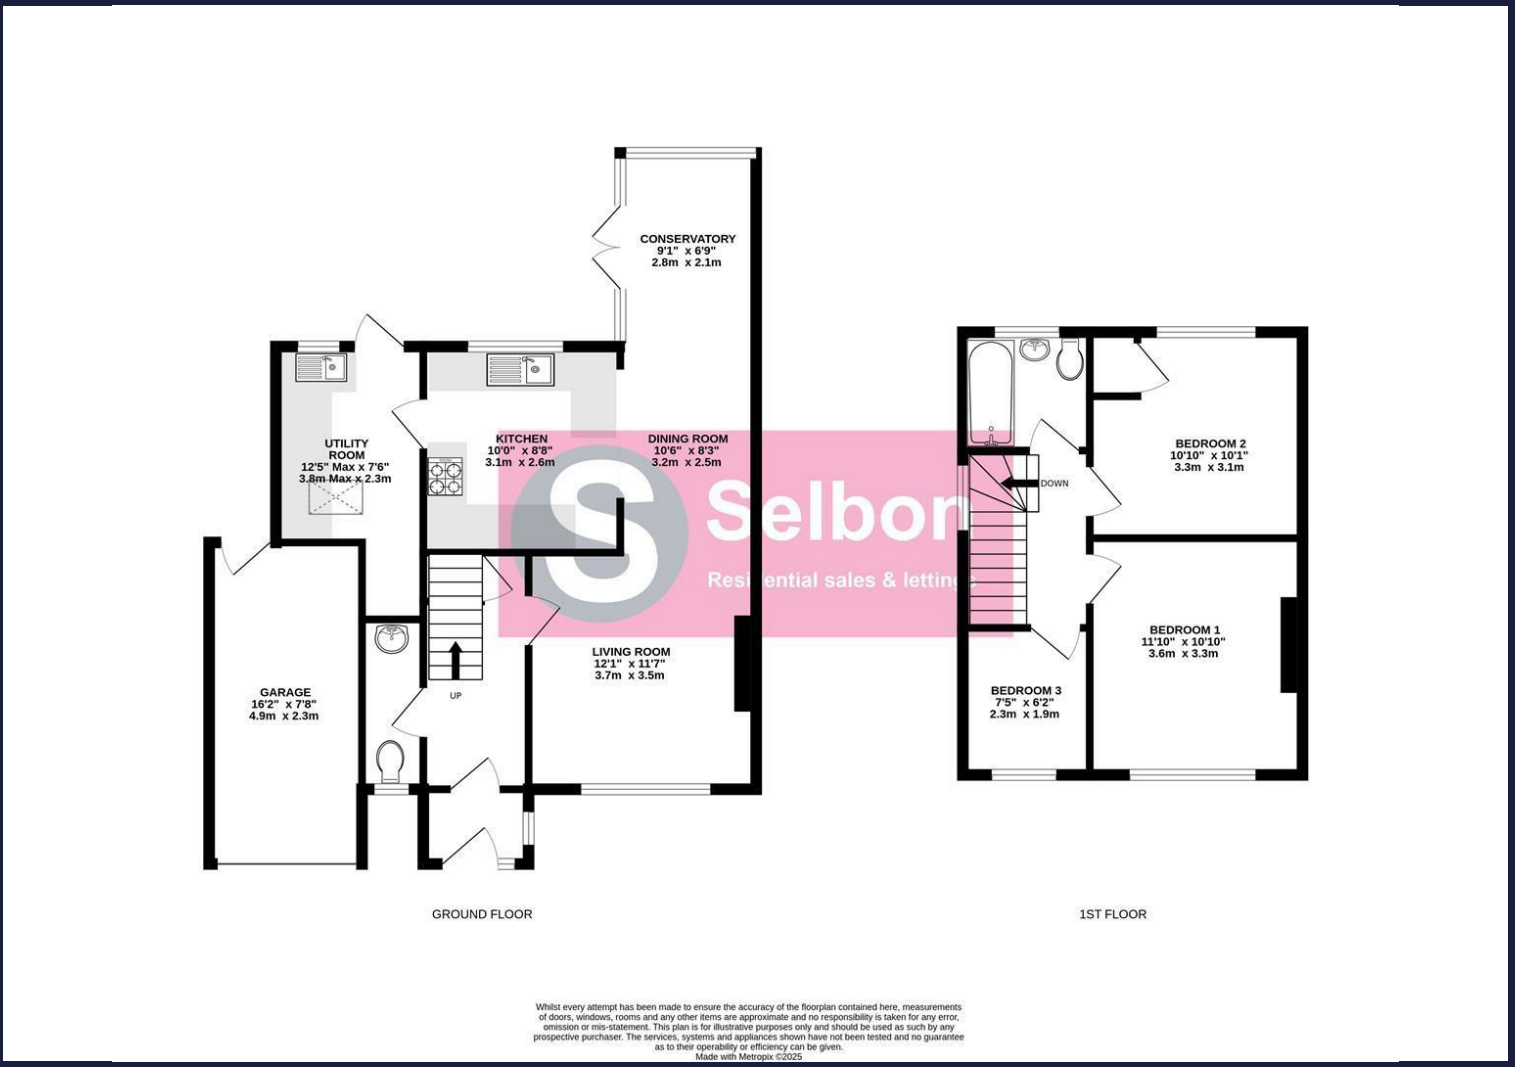 CONSERVATORY
9'1" x 6'9"
2.8m x 2.1m
UTILITY
ROOM
12'5" Max x 7'6"
3.8m Max x 2.3m
KITCHEN
10'0" x 8'8"
3.1m x 2.6m
DINING ROOM
10'6" x 8'3"
3.2m x 2.5m
BEDROOM 2
10'10" x 10'1"
3.3m x 3.1m
DOWN
Selbon
Residential sales & lettings
LIVING ROOM
12'1" x 11'7"
3.7m x 3.5m
BEDROOM 1
11'10" x 10'10"
3.6m x 3.3m
UP
GARAGE
16'2" x 7'8"
4.9m x 2.3m
BEDROOM 3
7'5" x 6'2"
2.3m x 1.9m
GROUND FLOOR
1ST FLOOR
Whilst every attempt has been made to ensure the accuracy of the floorplan contained here, measurements
of doors, windows, rooms and any other items are approximate and no responsibility is taken for any error,
omission or mis-statement. This plan is for illustrative purposes only and should be used as such by any
prospective purchaser. The services, systems and appliances shown have not been tested and no guarantee
as to their operability or efficiency can be given.
Made with Metropix ©2025